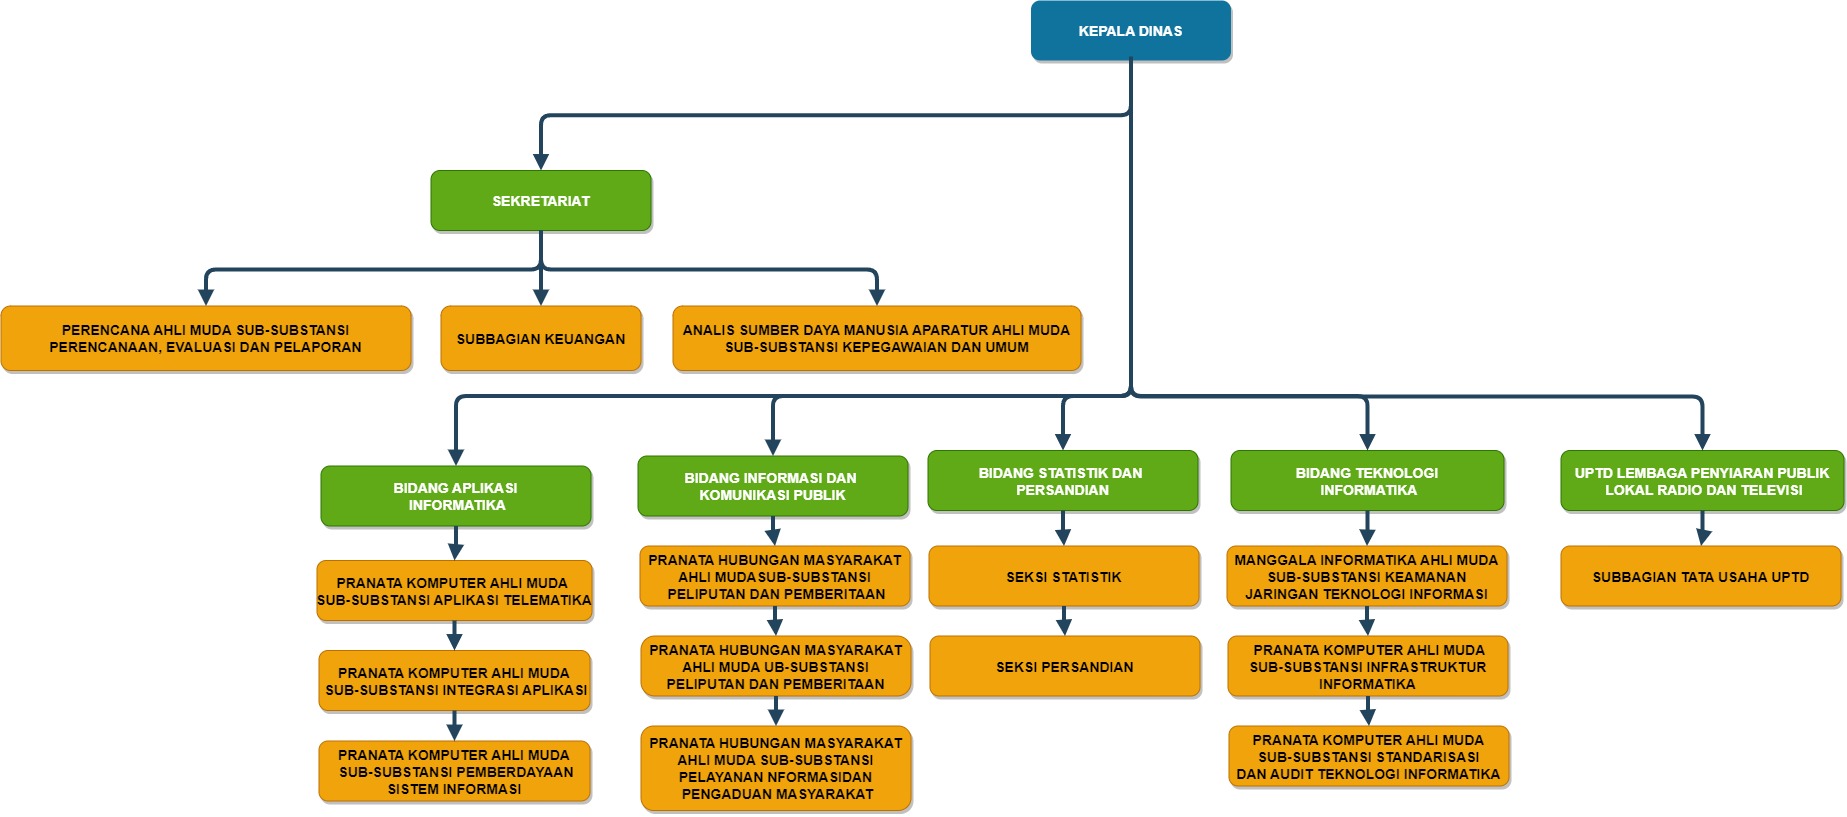 KEPALA DINAS
SEKRETARIAT
PERENCANA AHLI MUDA SUB-SUBSTANSI
PERENCANAAN, EVALUASI DAN PELAPORAN
SUBBAGIAN KEUANGAN
ANALIS SUMBER DAYA MANUSIA APARATUR AHLI MUDA
SUB-SUBSTANSI KEPEGAWAIAN DAN UMUM
BIDANG APLIKASI
INFORMATIKA
PRANATA KOMPUTER AHLI MUDA
SUB-SUBSTANSI APLIKASI TELEMATIKA
PRANATA KOMPUTER AHLI MUDA
SUB-SUBSTANSI INTEGRASI APLIKASI
PRANATA KOMPUTER AHLI MUDA
SUB-SUBSTANSI PEMBERDAYAAN
SISTEM INFORMASI
BIDANG INFORMASI DAN
KOMUNIKASI PUBLIK
PRANATA HUBUNGAN MASYARAKAT
AHLI MUDASUB-SUBSTANSI
PELIPUTAN DAN PEMBERITAAN
PRANATA HUBUNGAN MASYARAKAT
AHLI MUDA UB-SUBSTANSI
PELIPUTAN DAN PEMBERITAAN
PRANATA HUBUNGAN MASYARAKAT
AHLI MUDA SUB-SUBSTANSI
PELAYANAN NFORMASIDAN
PENGADUAN MASYARAKAT
BIDANG STATISTIK DAN
PERSANDIAN
SEKSI STATISTIK
SEKSI PERSANDIAN
BIDANG TEKNOLOGI
INFORMATIKA
MANGGALA INFORMATIKA AHLI MUDA
SUB-SUBSTANSI KEAMANAN
JARINGAN TEKNOLOGI INFORMASI
PRANATA KOMPUTER AHLI MUDA
SUB-SUBSTANSI INFRASTRUKTUR
INFORMATIKA
PRANATA KOMPUTER AHLI MUDA
SUB-SUBSTANSI STANDARISASI
DAN AUDIT TEKNOLOGI INFORMATIKA
UPTD LEMBAGA PENYIARAN PUBLIK
LOKAL RADIO DAN TELEVISI
SUBBAGIAN TATA USAHA UPTD